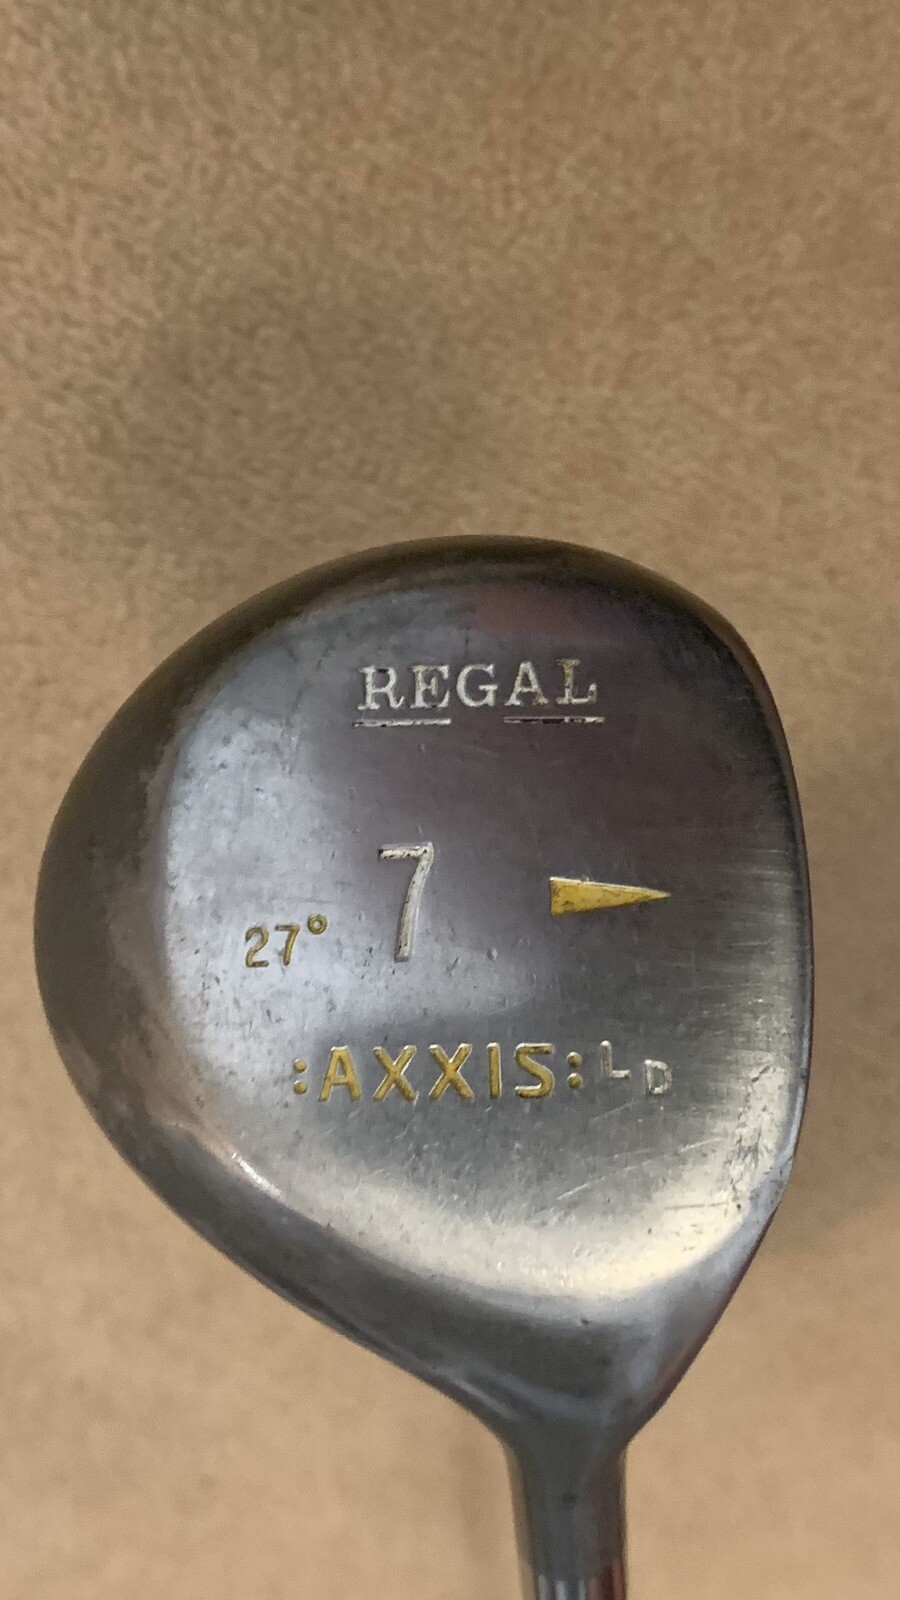 REGAL
7
27°
:AXXIS: LD